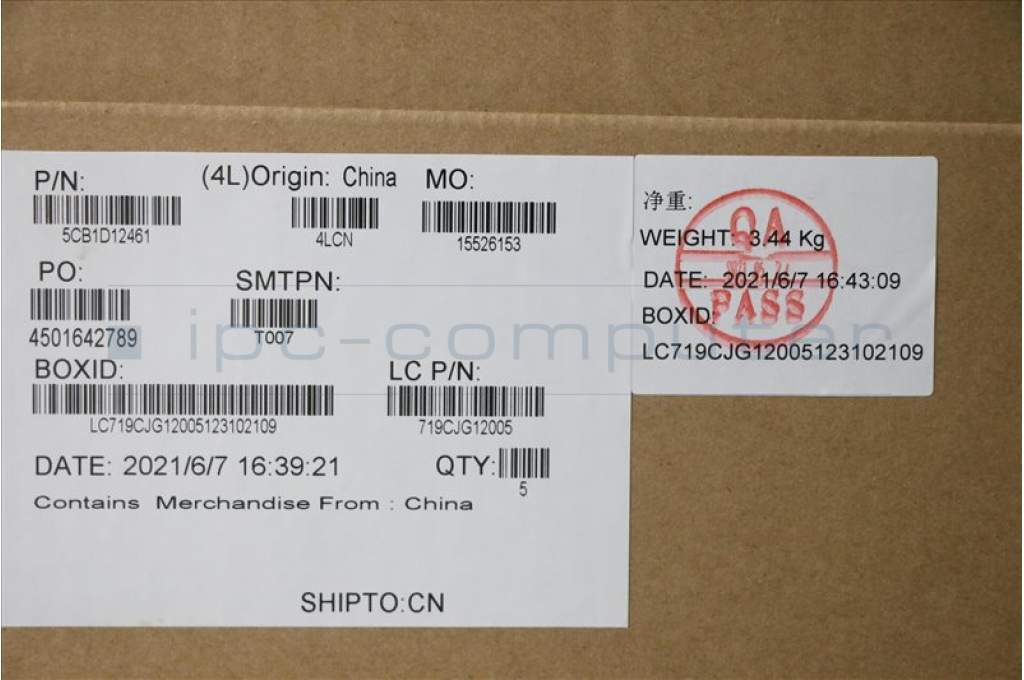 P/N: (4L)Origin: China MO:
5CB1D12461 4LCN 15526153
PO: SMTPN:
4501642789 T007
BOXID: LC P/N:
LC719CJG12005123102109 719CJG12005
DATE: 2021/6/7 16:39:21 QTY:
5
Contains Merchandise From : China
SHIPTO:CN
净重:
WEIGHT: 3.44 Kg
DATE: 2021/6/7 16:43:09
BOXID:
LC719CJG12005123102109
QA
PASS
ipc-computer